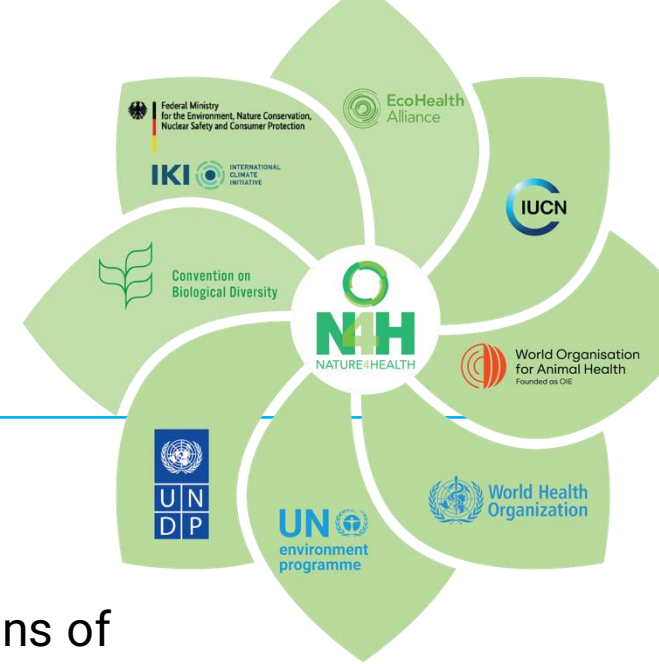 EcoHealth
Alliance
Federal Ministry
for the Environment, Nature Conservation,
Nuclear Safety and Consumer Protection
IKI INTERNATIONAL
CLIMATE
INITIATIVE
IUCN
Convention on
Biological Diversity
N4H
NATURE4HEALTH
World Organisation
for Animal Health
Founded as OIE
UN
DP
World Health
Organization
UN
environment
programme
ns of